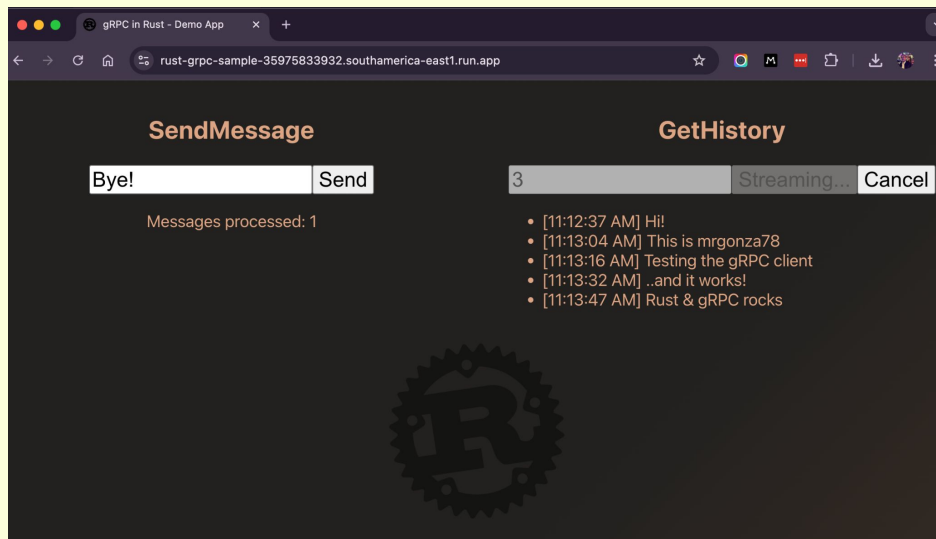 gRPC in Rust - Demo App
rust-grpc-sample-35975833932.southamerica-east1.run.app
SendMessage
Bye!
Send
Messages processed: 1
GetHistory
3
Streaming...
Cancel
[11:12:37 AM] Hi!
[11:13:04 AM] This is mrgonza78
[11:13:16 AM] Testing the gRPC client
[11:13:32 AM] ..and it works!
[11:13:47 AM] Rust & gRPC rocks
R